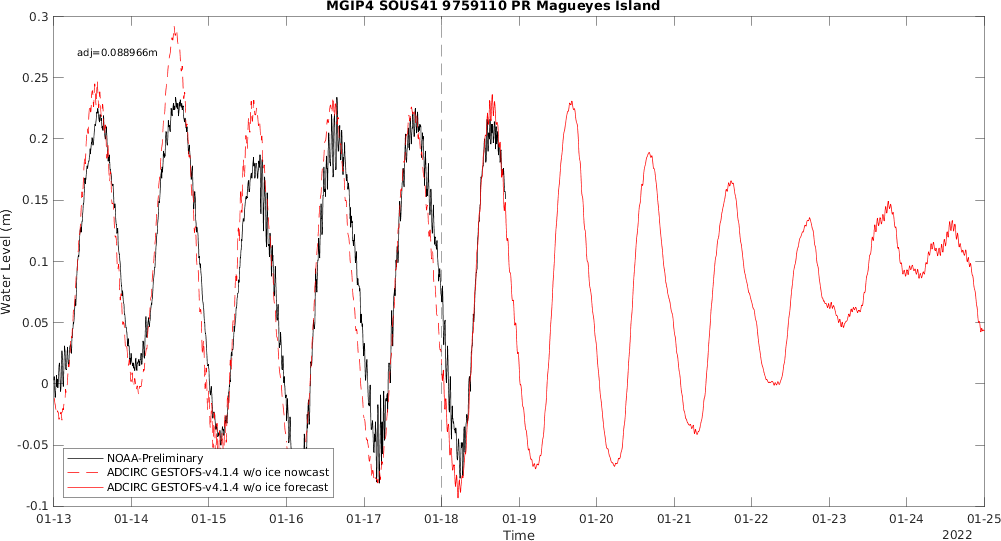 MGIP4 SOUS41 9759110 PR Magueyes Island
adj=0.088966m
Water Level (m)
0.3
0.25
0.2
0.15
0.1
0.05
0
-0.05
-0.1
NOAA-Preliminary
ADCIRC GESTOFS-v4.1.4 w/o ice nowcast
ADCIRC GESTOFS-v4.1.4 w/o ice forecast
01-13 01-14 01-15 01-16 01-17 01-18 01-19 01-20 01-21 01-22 01-23 01-24 01-25
Time
2022